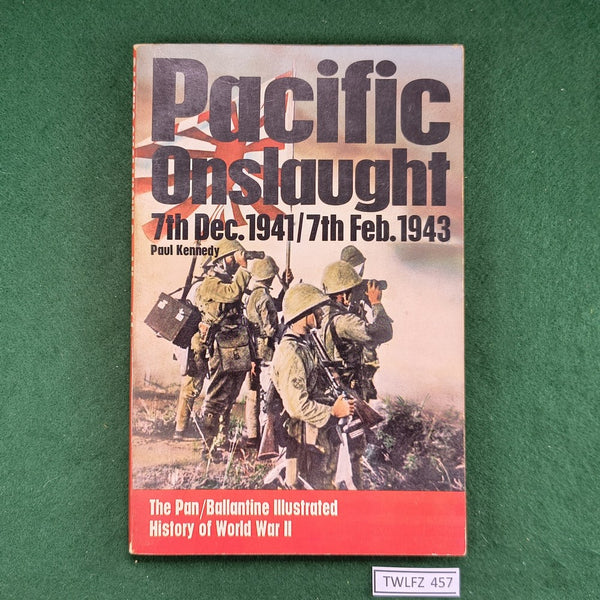 Pacific
Onslaught
7th Dec. 1941/7th Feb. 1943
Paul Kennedy
The Pan/Ballantine Illustrated
History of World War II
TWLFZ 457